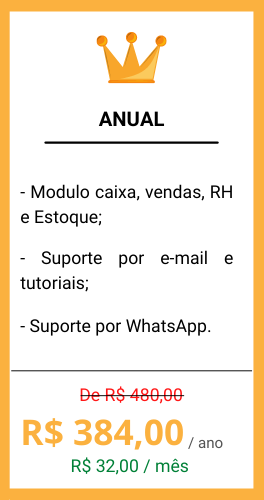 ANUAL
- Modulo caixa, vendas, RH
e Estoque;
- Suporte por e-mail e
tutoriais;
- Suporte por WhatsApp.
De R$ 480,00
R$ 384,00 / ano
R$ 32,00 / mês